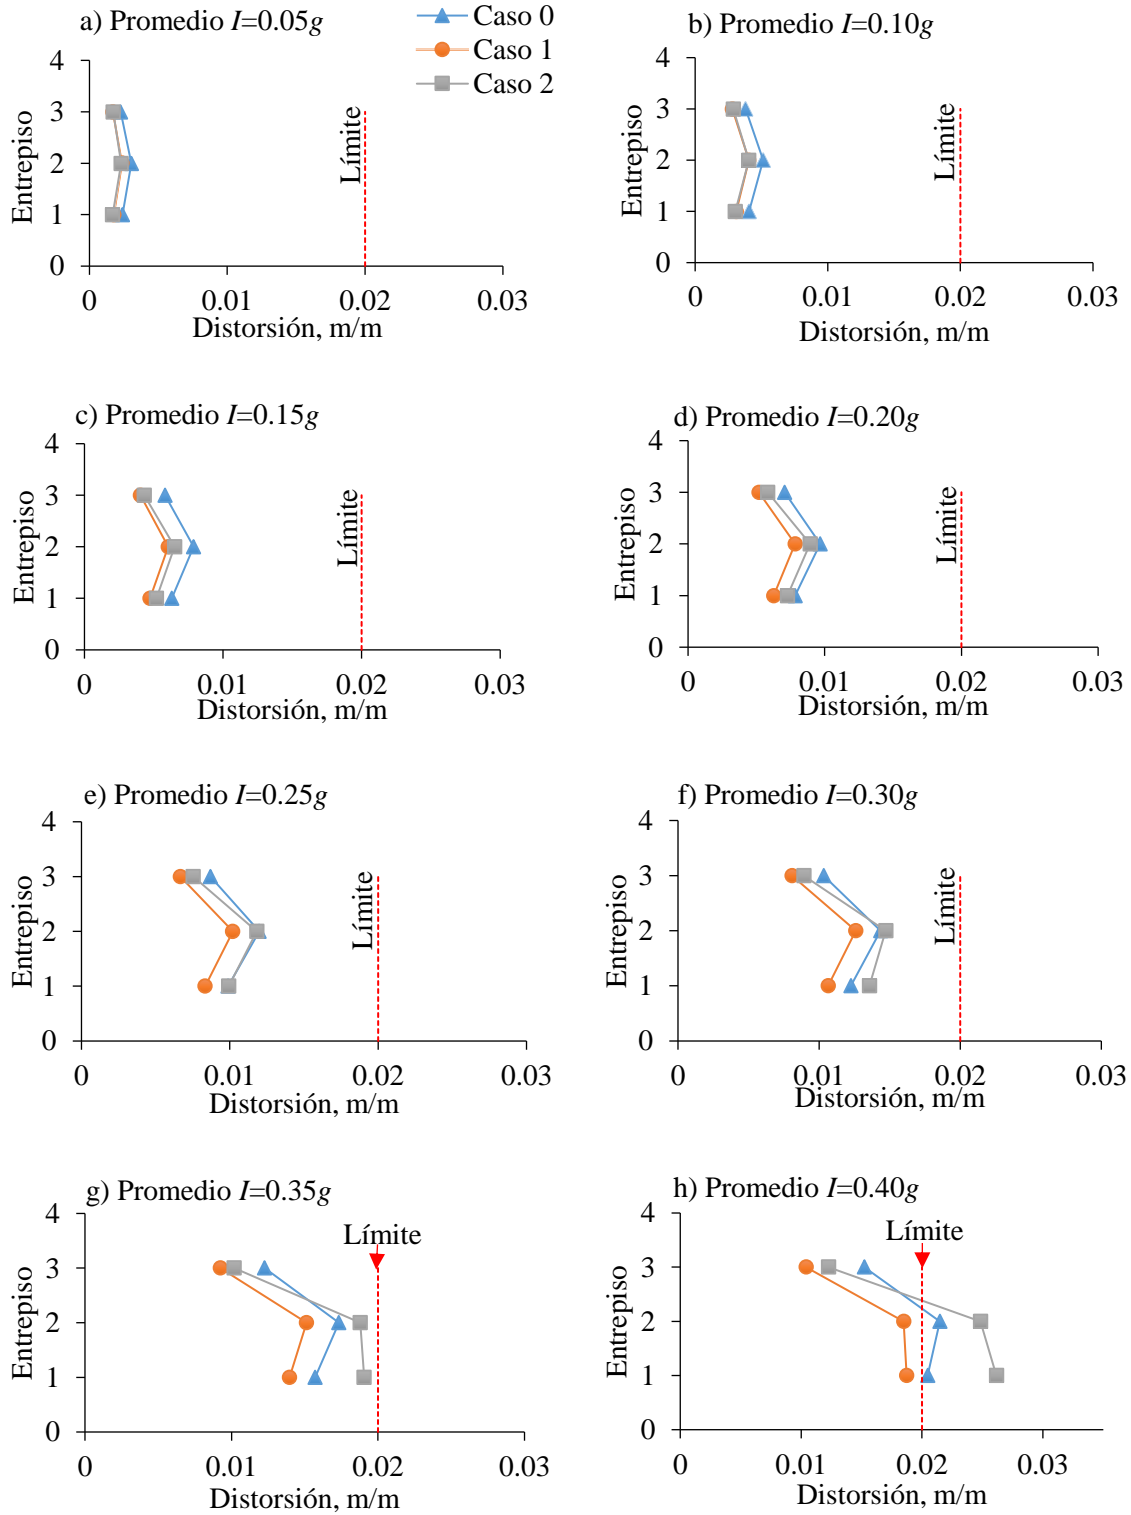 a) Promedio I=0.05g
Caso 0
Caso 1
Caso 2
4
3
2
1
0
Entrepiso
Límite
0 0.01 0.02 0.03
Distorsión, m/m
b) Promedio I=0.10g
4
3
2
1
0
Entrepiso
Límite
0 0.01 0.02 0.03
Distorsión, m/m
c) Promedio I=0.15g
4
3
2
1
0
Entrepiso
Límite
0 0.01 0.02 0.03
Distorsión, m/m
d) Promedio I=0.20g
4
3
2
1
0
Entrepiso
Límite
0 0.01 0.02 0.03
Distorsión, m/m
e) Promedio I=0.25g
4
3
2
1
0
Entrepiso
Límite
0 0.01 0.02 0.03
Distorsión, m/m
f) Promedio I=0.30g
4
3
2
1
0
Entrepiso
Límite
0 0.01 0.02 0.03
Distorsión, m/m
g) Promedio I=0.35g
Límite
4
3
2
1
0
Entrepiso
0 0.01 0.02 0.03
Distorsión, m/m
h) Promedio I=0.40g
Límite
4
3
2
1
0
Entrepiso
0 0.01 0.02 0.03
Distorsión, m/m